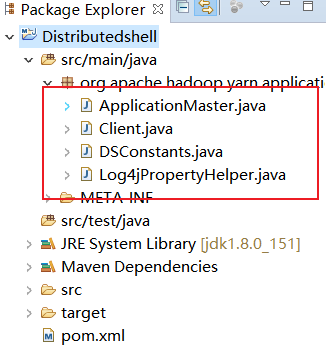 Package Explorer
Distributedshell
src/main/java
org.apache.hadoop.yarn.applicati
ApplicationMaster.java
Client.java
DSConstants.java
Log4jPropertyHelper.java
META-INF
src/test/java
JRE System Library [jdk1.8.0_151]
Maven Dependencies
src
target
pom.xml